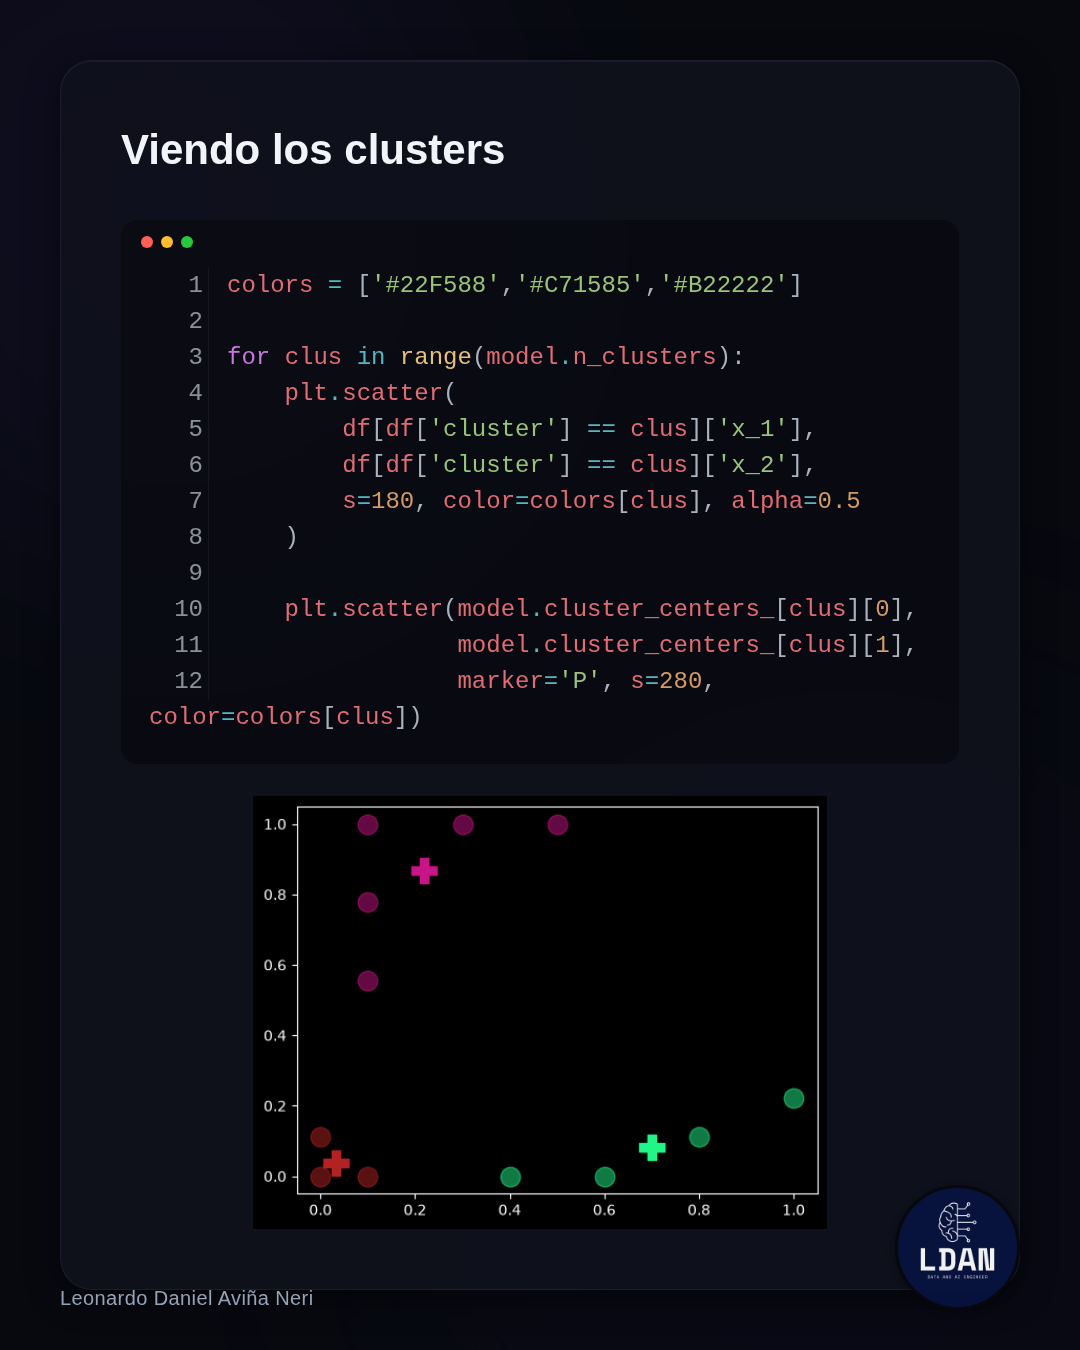 Viendo los clusters
1 colors = ['#22F588','#C71585','#B22222']
2
3 for clus in range(model.n_clusters):
4     plt.scatter(
5         df[df['cluster'] == clus]['x_1'],
6         df[df['cluster'] == clus]['x_2'],
7         s=180, color=colors[clus], alpha=0.5
8     )
9
10     plt.scatter(model.cluster_centers_[clus][0],
11                 model.cluster_centers_[clus][1],
12                 marker='P', s=280,
color=colors[clus])
1.0
0.8
0.6
0.4
0.2
0.0
0.0 0.2 0.4 0.6 0.8 1.0
LDAN
DATA AND AI ENGINEER
Leonardo Daniel Aviña Neri